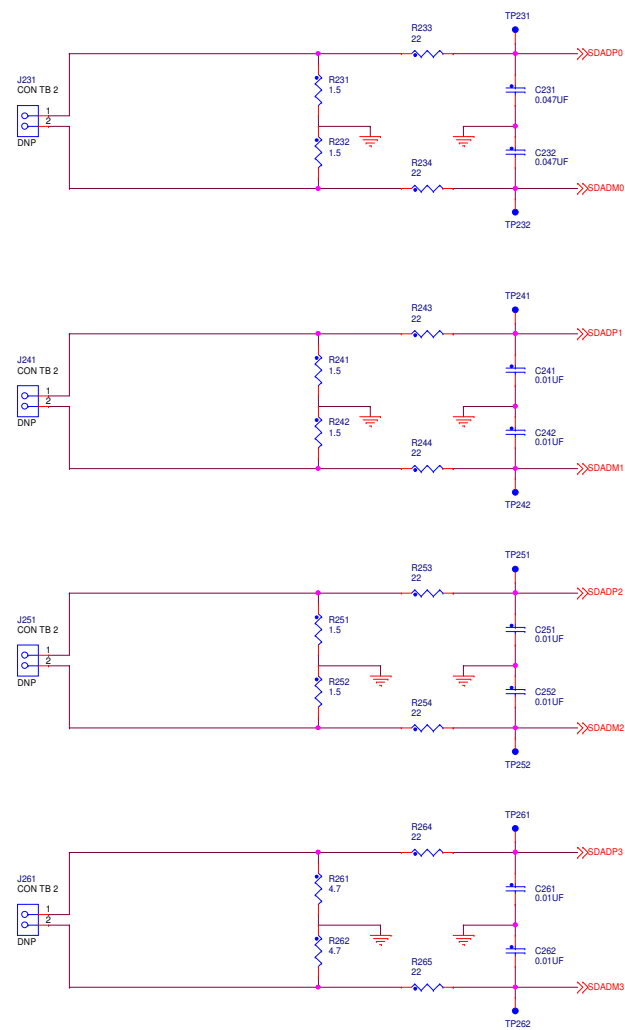 TP231
R233
22
SDADP0
J231
CON TB 2
1
2
DNP
R231
1.5
C231
0.047UF
R232
1.5
C232
0.047UF
R234
22
SDADM0
TP232
TP241
R243
22
SDADP1
J241
CON TB 2
1
2
DNP
R241
1.5
C241
0.01UF
R242
1.5
C242
0.01UF
R244
22
SDADM1
TP242
TP251
R253
22
SDADP2
J251
CON TB 2
1
2
DNP
R251
1.5
C251
0.01UF
R252
1.5
C252
0.01UF
R254
22
SDADM2
TP252
TP261
R264
22
SDADP3
J261
CON TB 2
1
2
DNP
R261
4.7
C261
0.01UF
R262
4.7
C262
0.01UF
R265
22
SDADM3
TP262